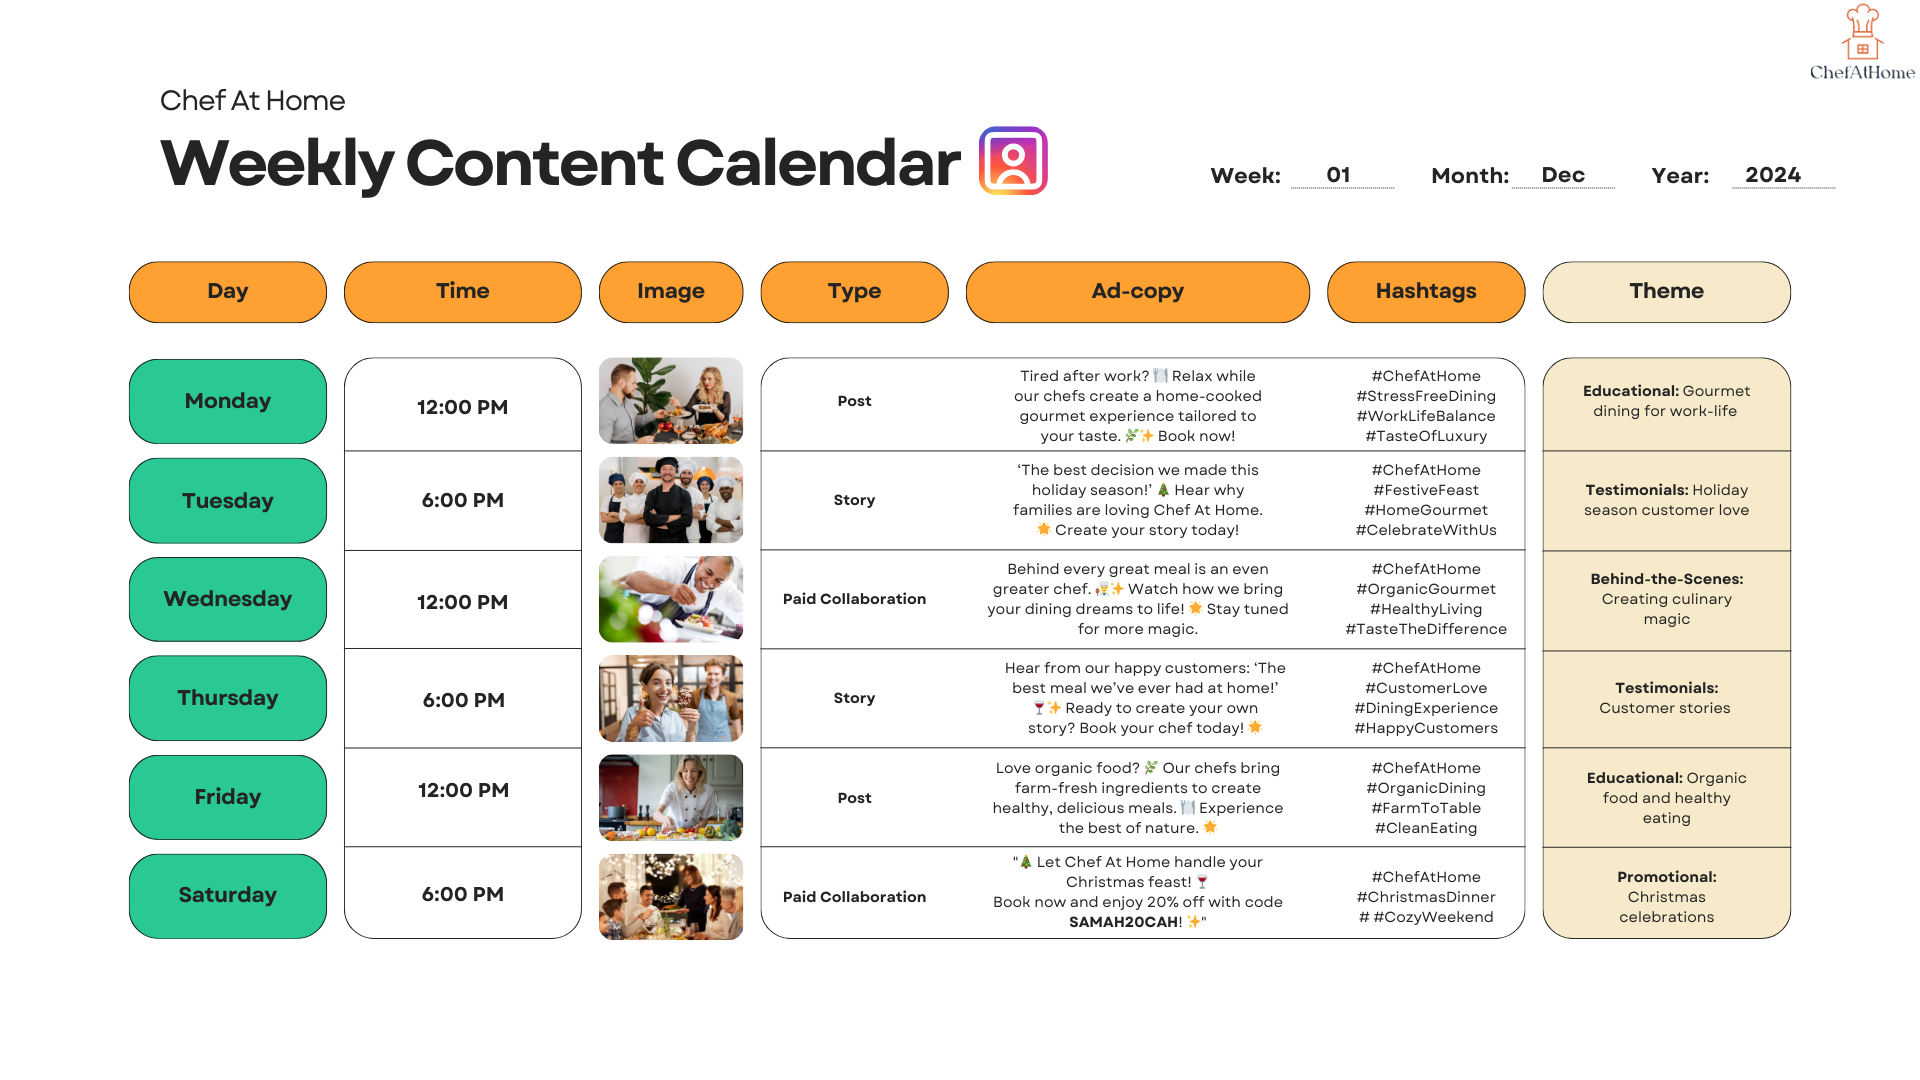 ChefAtHome
Chef At Home
Weekly Content Calendar
Week: 01 Month: Dec Year: 2024
Day Time Image Type Ad-copy Hashtags Theme
Monday
12:00 PM
Post
Tired after work? 🍽️ Relax while
our chefs create a home-cooked
gourmet experience tailored to
your taste. 🌿✨ Book now!
#ChefAtHome
#StressFreeDining
#WorkLifeBalance
#TasteOfLuxury
Educational: Gourmet
dining for work-life
Tuesday
6:00 PM
Story
‘The best decision we made this
holiday season!’ 🎄 Hear why
families are loving Chef At Home.
🌟 Create your story today!
#ChefAtHome
#FestiveFeast
#HomeGourmet
#CelebrateWithUs
Testimonials: Holiday
season customer love
Wednesday
12:00 PM
Paid Collaboration
Behind every great meal is an even
greater chef. 👩‍🍳✨ Watch how we bring
your dining dreams to life! 🌟 Stay tuned
for more magic.
#ChefAtHome
#OrganicGourmet
#HealthyLiving
#TasteTheDifference
Behind-the-Scenes:
Creating culinary
magic
Thursday
6:00 PM
Story
Hear from our happy customers: ‘The
best meal we’ve ever had at home!’
🍷✨ Ready to create your own
story? Book your chef today! 🌟
#ChefAtHome
#CustomerLove
#DiningExperience
#HappyCustomers
Testimonials:
Customer stories
Friday
12:00 PM
Post
Love organic food? 🌿 Our chefs bring
farm-fresh ingredients to create
healthy, delicious meals. 🍽️ Experience
the best of nature. 🌟
#ChefAtHome
#OrganicDining
#FarmToTable
#CleanEating
Educational: Organic
food and healthy
eating
Saturday
6:00 PM
Paid Collaboration
"🎄 Let Chef At Home handle your
Christmas feast! 🍷
Book now and enjoy 20% off with code
SAMAH20CAH! ✨"
#ChefAtHome
#ChristmasDinner
# #CozyWeekend
Promotional:
Christmas
celebrations